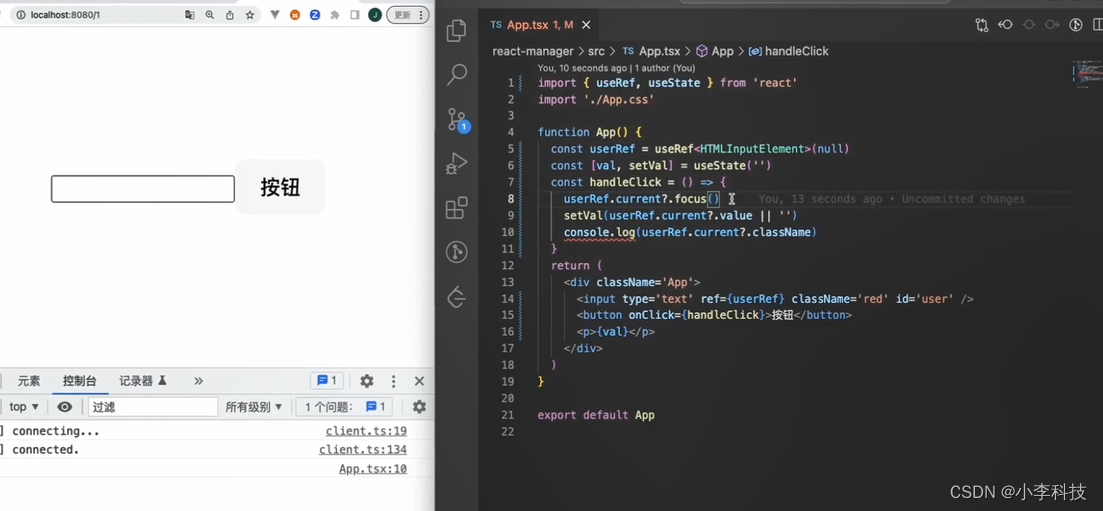 localhost:8080/1
J
更新
按钮
元素
控制台
记录器
»
1
top
过滤
所有级别
1 个问题:
1
] connecting...
client.ts:19
] connected.
client.ts:134
App.tsx:10
1
TS App.tsx 1, M
react-manager > src > TS App.tsx > App > handleClick
You, 10 seconds ago | 1 author (You)
1 import { useRef, useState } from 'react'
2 import './App.css'
3
4 function App() {
5 const userRef = useRef<HTMLInputElement>(null)
6 const [val, setVal] = useState('')
7 const handleClick = () => {
8 userRef.current?.focus() You, 13 seconds ago • Uncommitted changes
9 setVal(userRef.current?.value || '')
10 console.log(userRef.current?.className)
11 }
12 return (
13 <div className='App'>
14 <input type='text' ref={userRef} className='red' id='user' />
15 <button onClick={handleClick}>按钮</button>
16 <p>{val}</p>
17 </div>
18 )
19 }
20
21 export default App
22
CSDN @小李科技